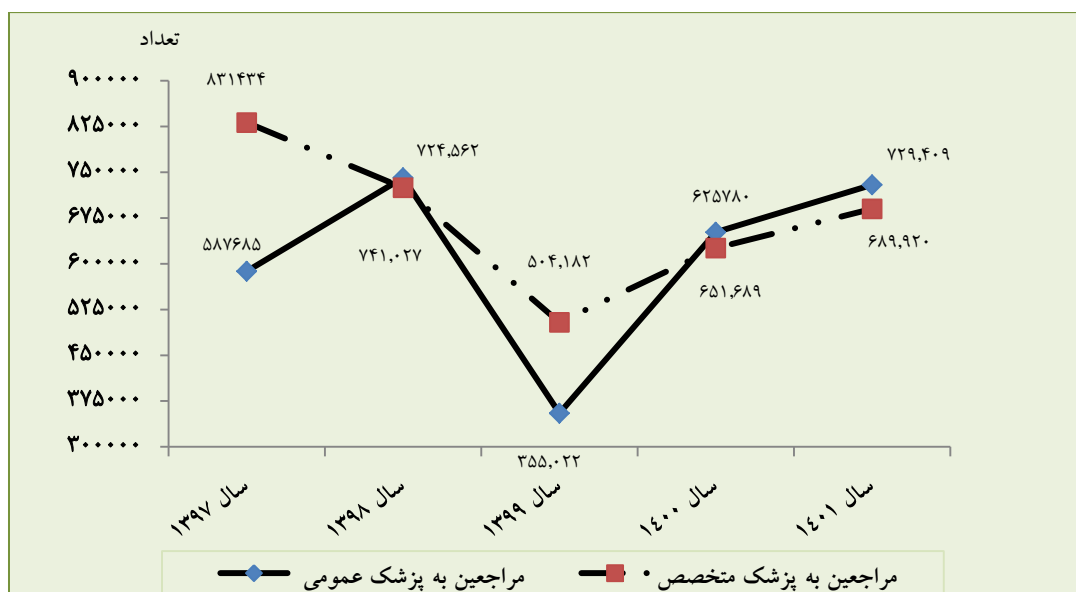 تعداد
۹۰۰۰۰۰
۸۲۵۰۰۰
۷۵۰۰۰۰
۶۷۵۰۰۰
۶۰۰۰۰۰
۵۲۵۰۰۰
۴۵۰۰۰۰
۳۷۵۰۰۰
۳۰۰۰۰۰
۸۳۱۴۳۴
۵۸۷۶۸۵
۷۲۴,۵۶۲
۷۴۱,۰۲۷
۵۰۴,۱۸۲
۳۵۵,۰۲۲
۶۲۵۷۸۰
۶۵۱,۶۸۹
۷۲۹,۴۰۹
۶۸۹,۹۲۰
سال ۱۳۹۷
سال ۱۳۹۸
سال ۱۳۹۹
سال ۱۴۰۰
سال ۱۴۰۱
مراجعین به پزشک متخصص
مراجعین به پزشک عمومی